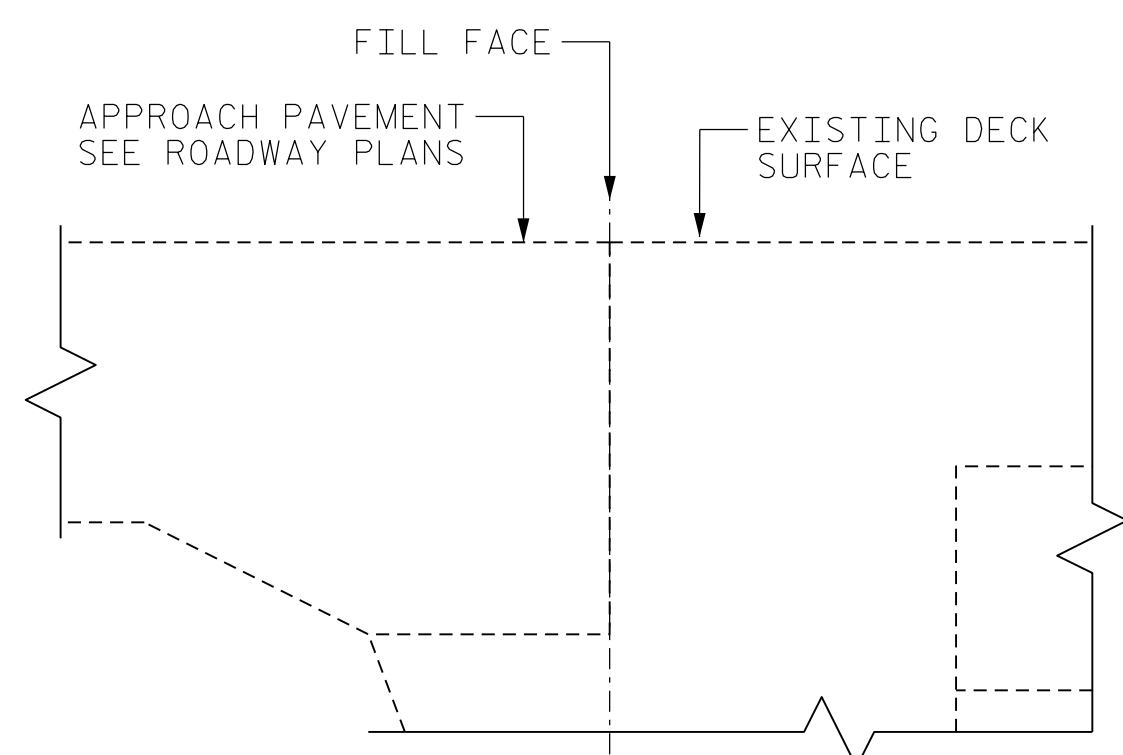 FILL FACE
APPROACH PAVEMENT
SEE ROADWAY PLANS
EXISTING DECK
SURFACE